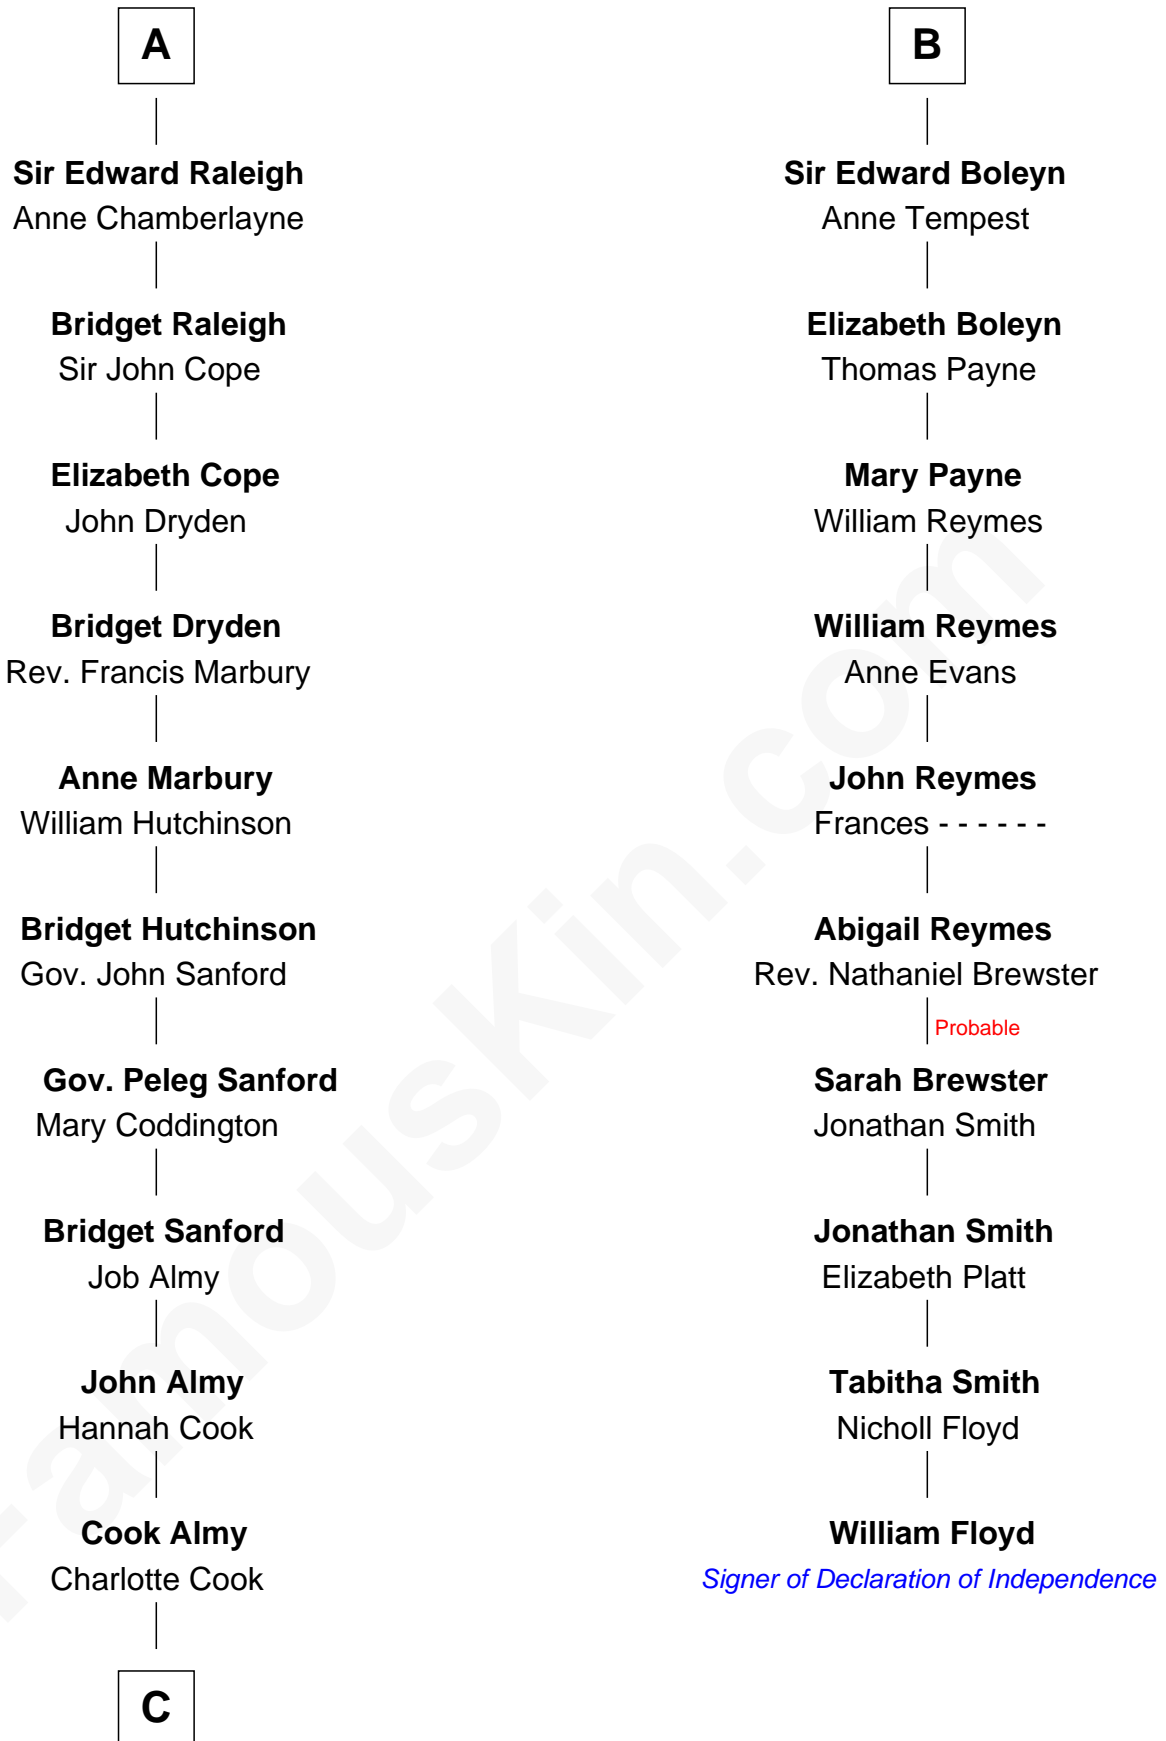 A
Sir Edward Raleigh
Anne Chamberlayne
Bridget Raleigh
Sir John Cope
Elizabeth Cope
John Dryden
Bridget Dryden
Rev. Francis Marbury
Anne Marbury
William Hutchinson
Bridget Hutchinson
Gov. John Sanford
Gov. Peleg Sanford
Mary Coddington
Bridget Sanford
Job Almy
John Almy
Hannah Cook
Cook Almy
Charlotte Cook
C
B
Sir Edward Boleyn
Anne Tempest
Elizabeth Boleyn
Thomas Payne
Mary Payne
William Reymes
William Reymes
Anne Evans
John Reymes
Frances - - - - - -
Abigail Reymes
Rev. Nathaniel Brewster
Probable
Sarah Brewster
Jonathan Smith
Jonathan Smith
Elizabeth Platt
Tabitha Smith
Nicholl Floyd
William Floyd
Signer of Declaration of Independence
FamousKin.com